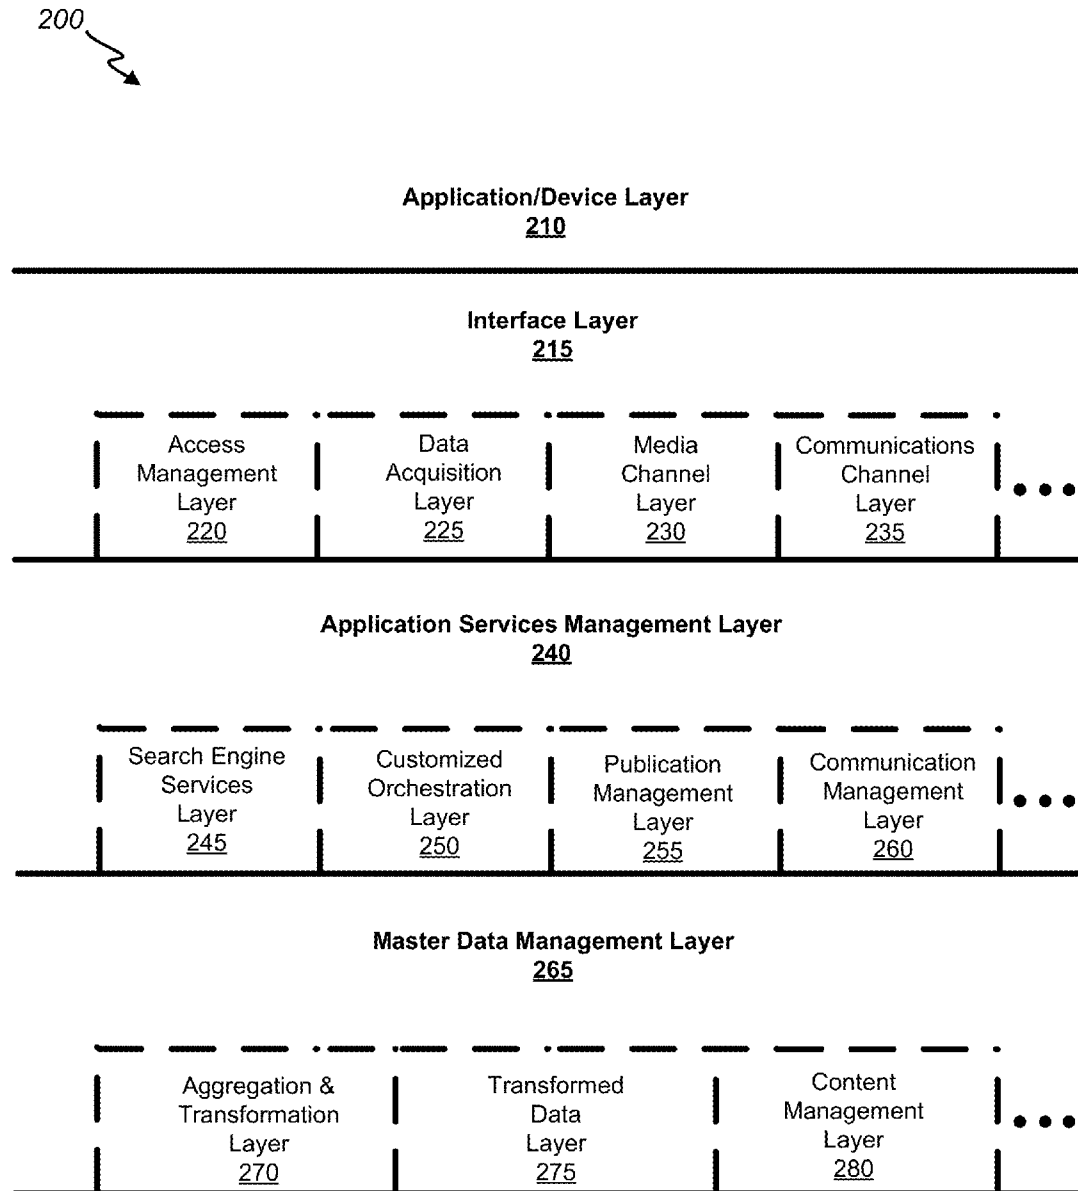 200
Application/Device Layer
210
Interface Layer
215
Access
Management
Layer
220
Data
Acquisition
Layer
225
Media
Channel
Layer
230
Communications
Channel
Layer
235
Application Services Management Layer
240
Search Engine
Services
Layer
245
Customized
Orchestration
Layer
250
Publication
Management
Layer
255
Communication
Management
Layer
260
Master Data Management Layer
265
Aggregation &
Transformation
Layer
270
Transformed
Data
Layer
275
Content
Management
Layer
280